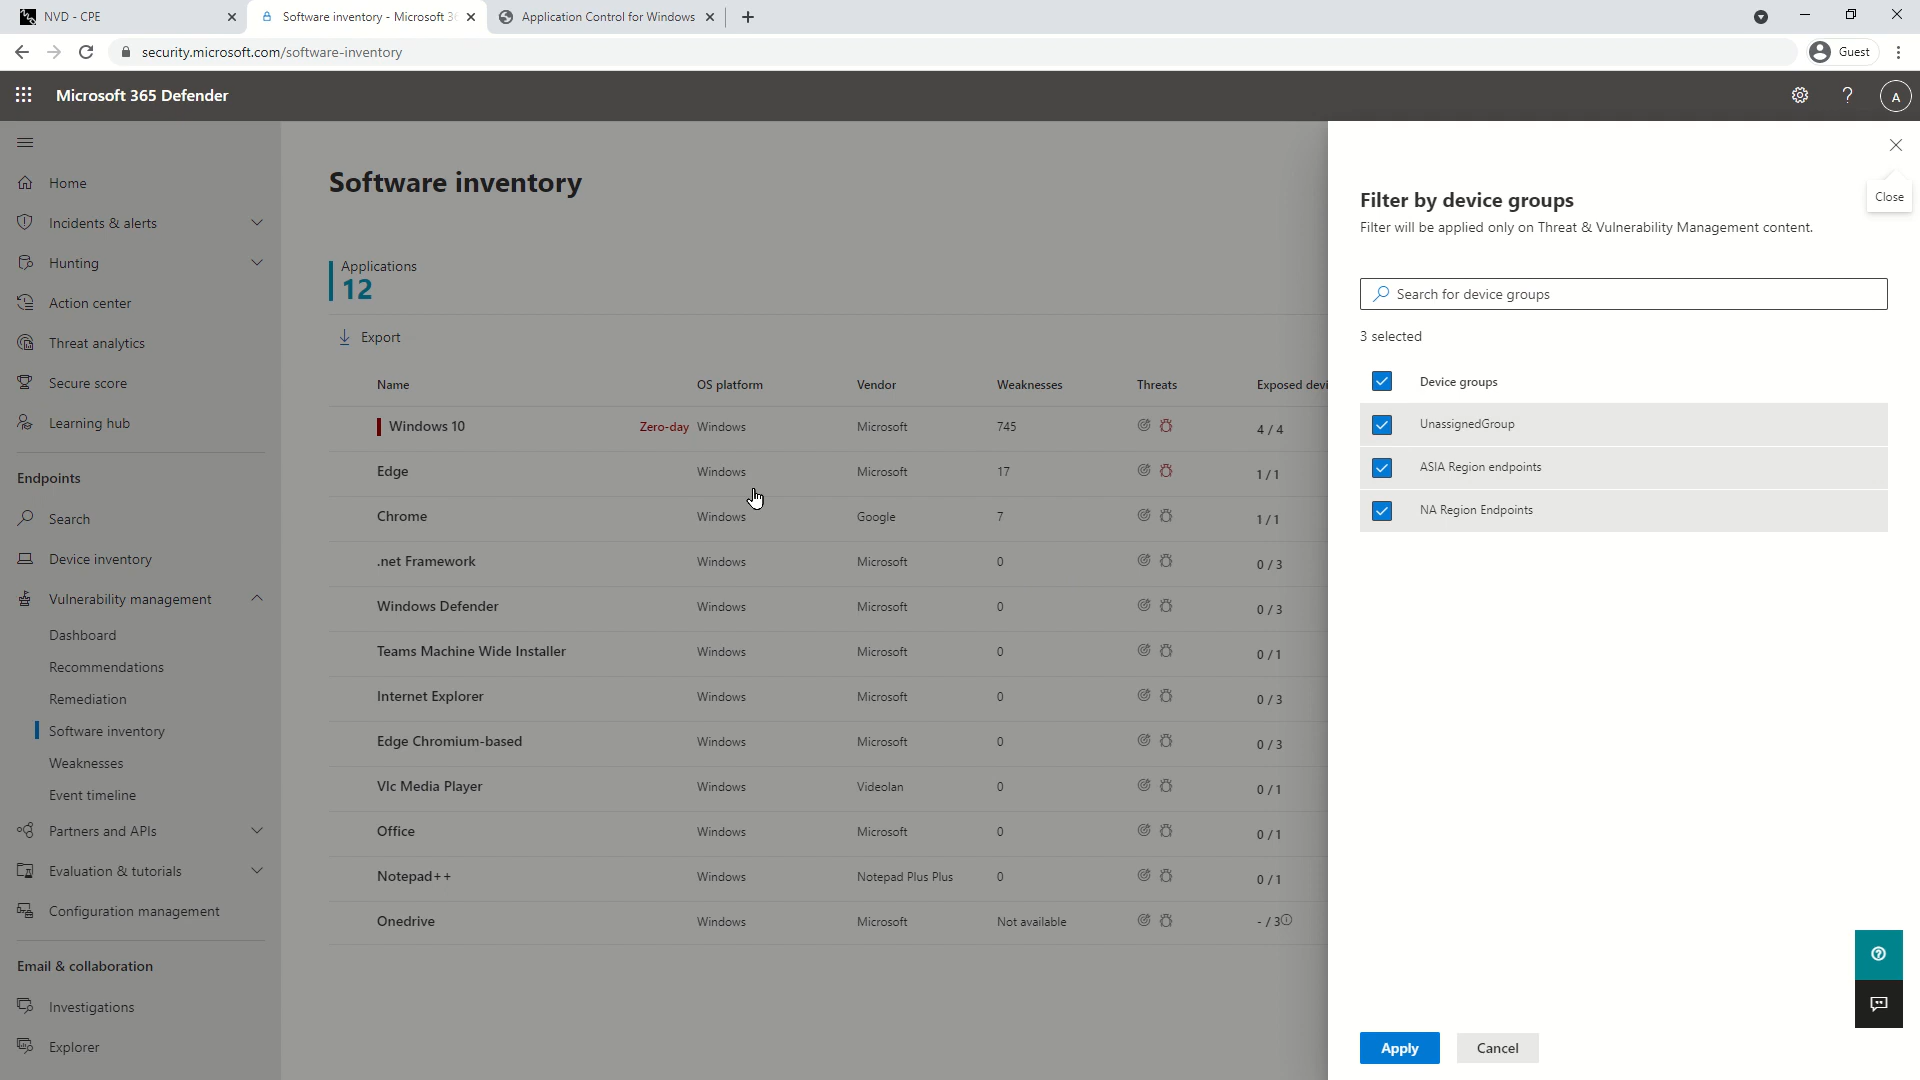 NVD - CPE
Software inventory - Microsoft 3
Application Control for Windows
security.microsoft.com/software-inventory
Guest
Microsoft 365 Defender
A
Home
Incidents & alerts
Hunting
Action center
Threat analytics
Secure score
Learning hub
Endpoints
Search
Device inventory
Vulnerability management
Dashboard
Recommendations
Remediation
Software inventory
Weaknesses
Event timeline
Partners and APIs
Evaluation & tutorials
Configuration management
Email & collaboration
Investigations
Explorer
Software inventory
Applications
12
Export
Name OS platform Vendor Weaknesses Threats Exposed devi
Windows 10 Zero-day Windows Microsoft 745 4 / 4
Edge Windows Microsoft 17 1 / 1
Chrome Windows Google 7 1 / 1
.net Framework Windows Microsoft 0 0 / 3
Windows Defender Windows Microsoft 0 0 / 3
Teams Machine Wide Installer Windows Microsoft 0 0 / 1
Internet Explorer Windows Microsoft 0 0 / 3
Edge Chromium-based Windows Microsoft 0 0 / 3
Vlc Media Player Windows Videolan 0 0 / 1
Office Windows Microsoft 0 0 / 1
Notepad++ Windows Notepad Plus Plus 0 0 / 1
Onedrive Windows Microsoft Not available - / 3
Close
Filter by device groups
Filter will be applied only on Threat & Vulnerability Management content.
Search for device groups
3 selected
Device groups
UnassignedGroup
ASIA Region endpoints
NA Region Endpoints
Apply Cancel